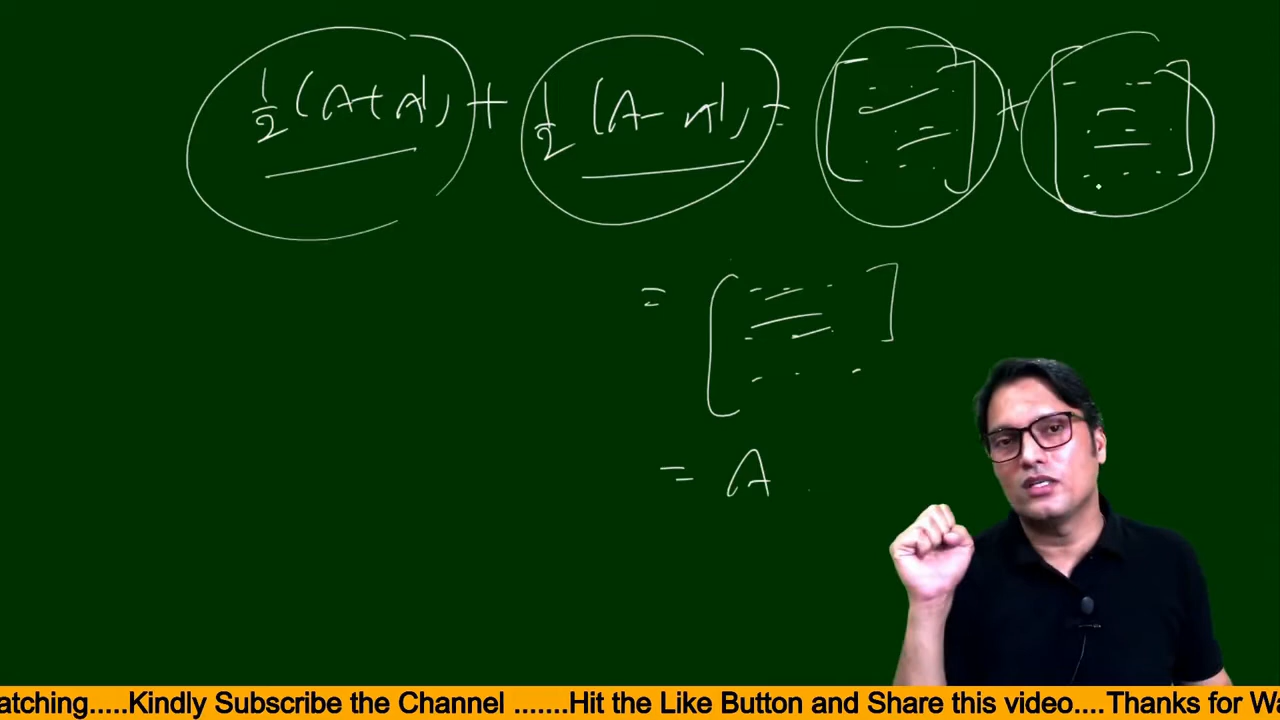 ½ (A + A') + ½ (A - A') = [ ] + [ ]
= [ ]
= A
atching.....Kindly Subscribe the Channel .......Hit the Like Button and Share this video....Thanks for Wa